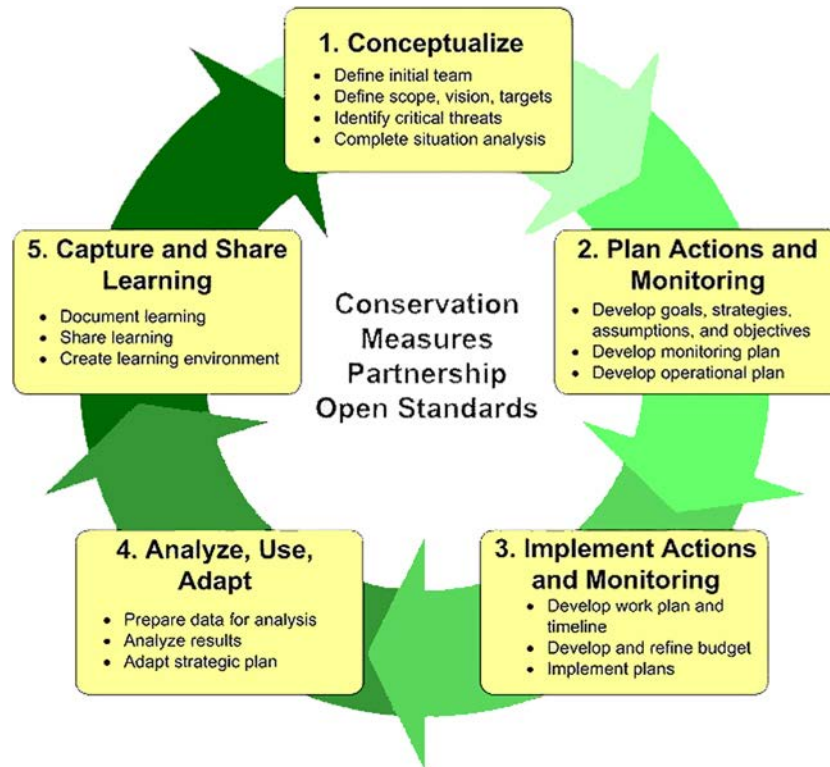 1. Conceptualize
• Define initial team
• Define scope, vision, targets
• Identify critical threats
• Complete situation analysis
2. Plan Actions and
Monitoring
• Develop goals, strategies,
assumptions, and objectives
• Develop monitoring plan
• Develop operational plan
3. Implement Actions
and Monitoring
• Develop work plan and
timeline
• Develop and refine budget
• Implement plans
4. Analyze, Use,
Adapt
• Prepare data for analysis
• Analyze results
• Adapt strategic plan
5. Capture and Share
Learning
• Document learning
• Share learning
• Create learning environment
Conservation
Measures
Partnership
Open Standards